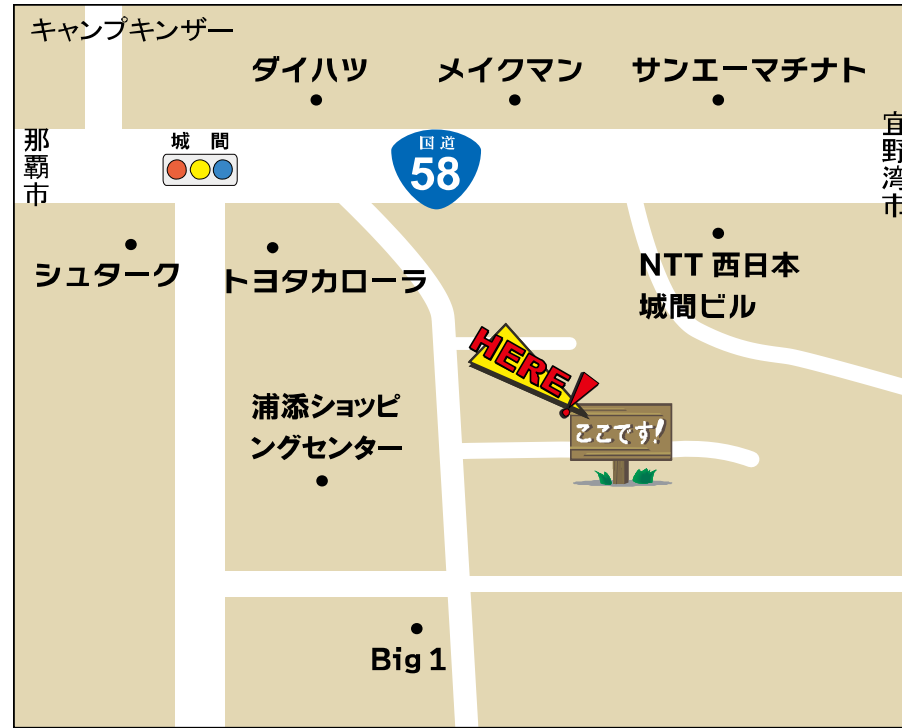 キャンプキンザー
ダイハツ
メイクマン
サンエーマチナト
那覇市
城間
国道
58
宜野湾市
シュターク
トヨタカローラ
NTT 西日本
城間ビル
HERE!
ここです!
浦添ショッピ
ングセンター
Big 1